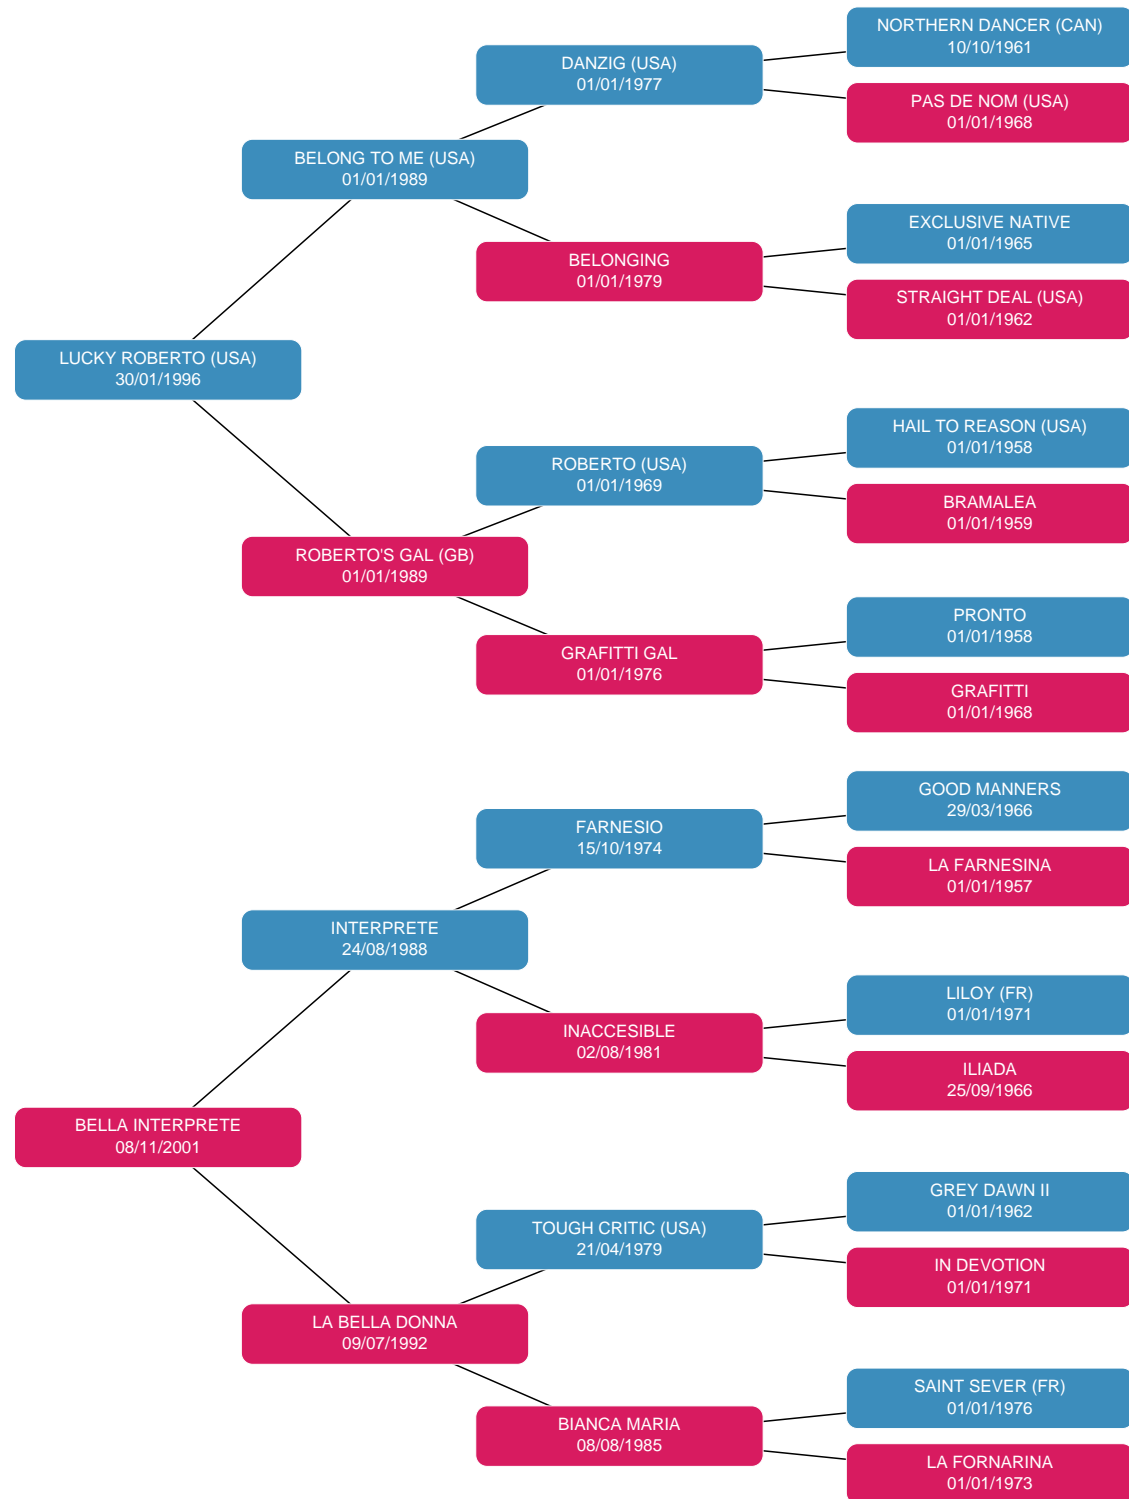 NORTHERN DANCER (CAN)
10/10/1961
DANZIG (USA)
01/01/1977
PAS DE NOM (USA)
01/01/1968
BELONG TO ME (USA)
01/01/1989
EXCLUSIVE NATIVE
01/01/1965
BELONGING
01/01/1979
STRAIGHT DEAL (USA)
01/01/1962
LUCKY ROBERTO (USA)
30/01/1996
HAIL TO REASON (USA)
01/01/1958
ROBERTO (USA)
01/01/1969
BRAMALEA
01/01/1959
ROBERTO'S GAL (GB)
01/01/1989
PRONTO
01/01/1958
GRAFITTI GAL
01/01/1976
GRAFITTI
01/01/1968
GOOD MANNERS
29/03/1966
FARNESIO
15/10/1974
LA FARNESINA
01/01/1957
INTERPRETE
24/08/1988
LILOY (FR)
01/01/1971
INACCESIBLE
02/08/1981
ILIADA
25/09/1966
BELLA INTERPRETE
08/11/2001
GREY DAWN II
01/01/1962
TOUGH CRITIC (USA)
21/04/1979
IN DEVOTION
01/01/1971
LA BELLA DONNA
09/07/1992
SAINT SEVER (FR)
01/01/1976
BIANCA MARIA
08/08/1985
LA FORNARINA
01/01/1973